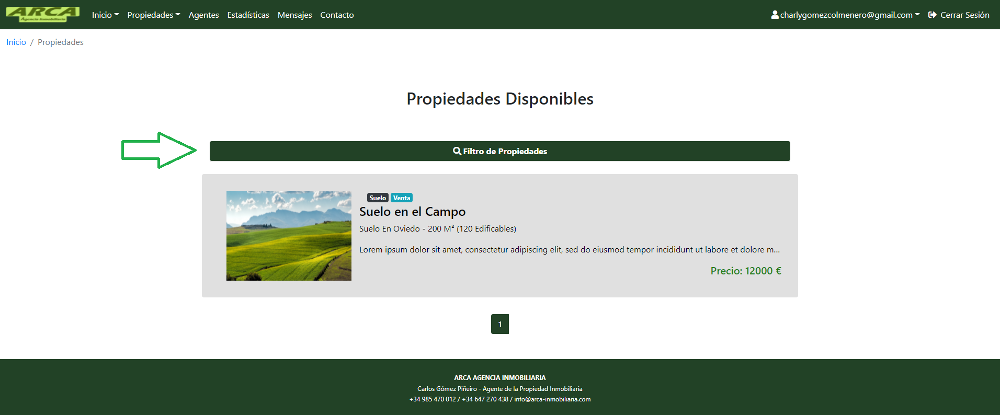 ARCA
Agencia Inmobiliaria
Inicio Propiedades Agentes Estadísticas Mensajes Contacto
charlygomezcolmenero@gmail.com Cerrar Sesión
Inicio / Propiedades
Propiedades Disponibles
Filtro de Propiedades
Suelo Venta
Suelo en el Campo
Suelo En Oviedo - 200 M² (120 Edificables)
Lorem ipsum dolor sit amet, consectetur adipiscing elit, sed do eiusmod tempor incididunt ut labore et dolore m...
Precio: 12000 €
1
ARCA AGENCIA INMOBILIARIA
Carlos Gómez Piñeiro - Agente de la Propiedad Inmobiliaria
+34 985 470 012 / +34 647 270 438 / info@arca-inmobiliaria.com